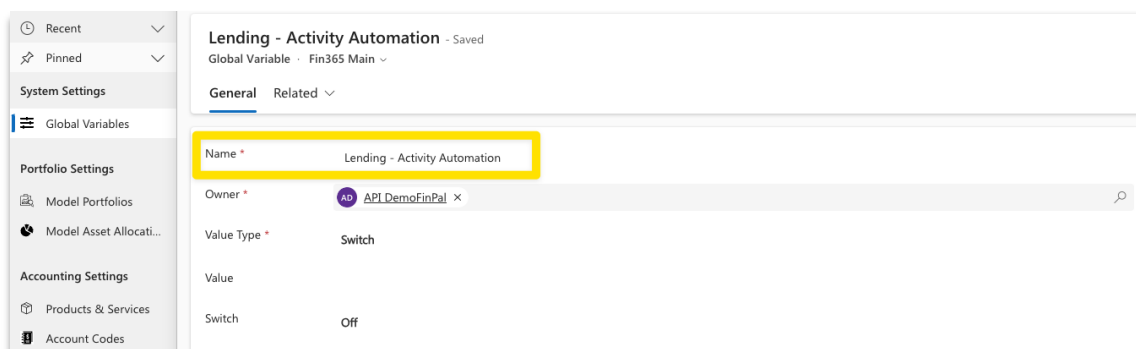 Recent
Pinned
System Settings
Global Variables
Portfolio Settings
Model Portfolios
Model Asset Allocati...
Accounting Settings
Products & Services
Account Codes
Lending - Activity Automation - Saved
Global Variable · Fin365 Main
General Related
Name * Lending - Activity Automation
Owner * AD API DemoFinPal ×
Value Type * Switch
Value
Switch Off